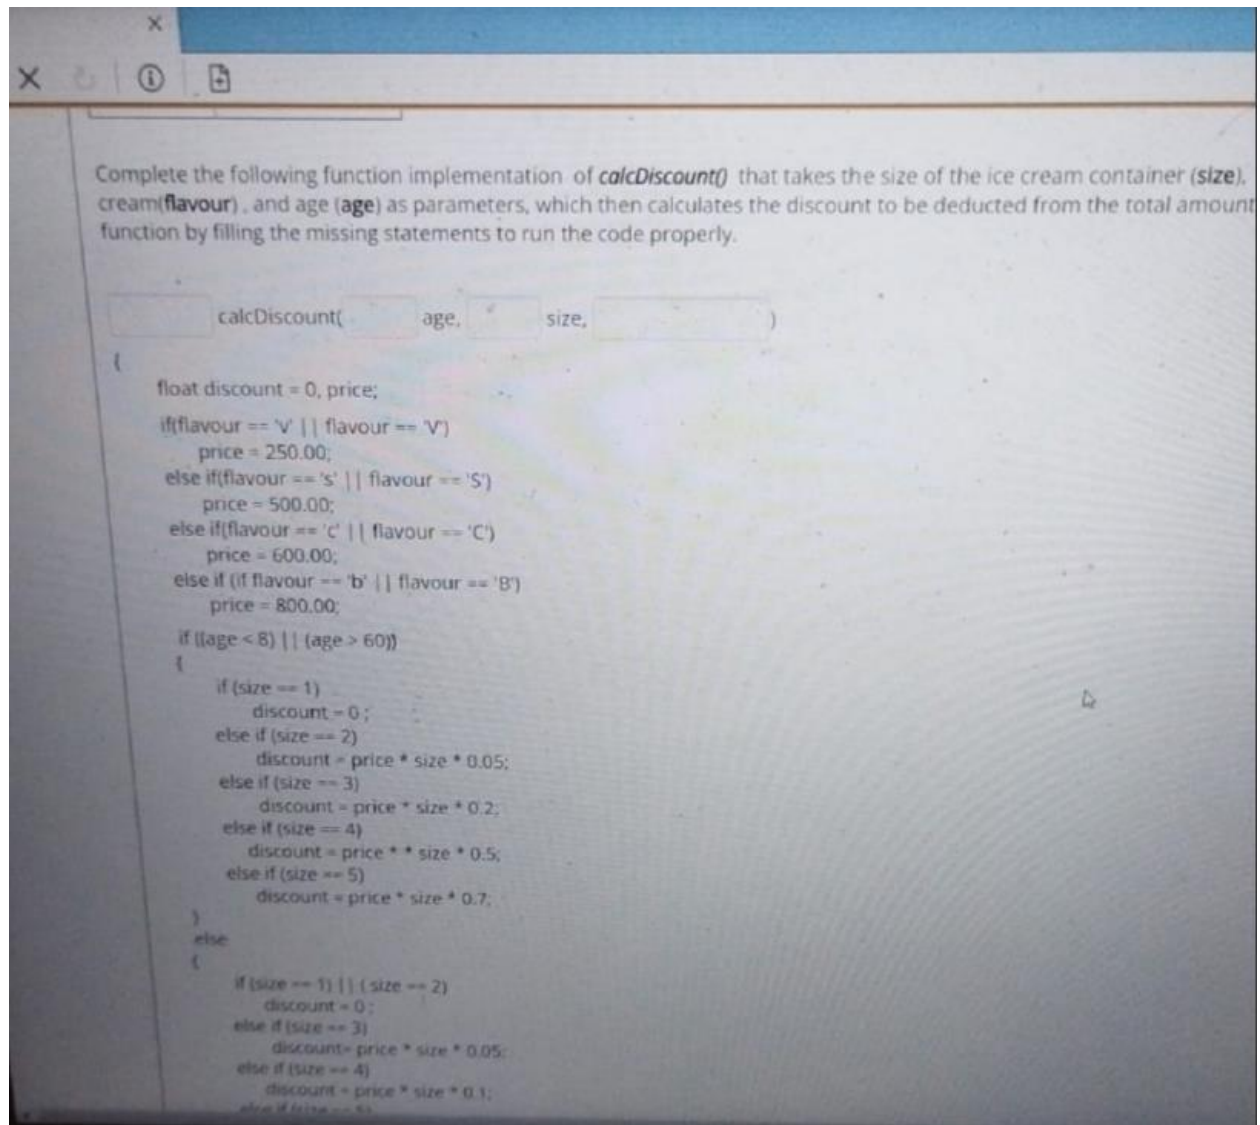 Complete the following function implementation of calcDiscount() that takes the size of the ice cream container (size),
cream(flavour), and age (age) as parameters, which then calculates the discount to be deducted from the total amount
function by filling the missing statements to run the code properly.
calcDiscount( age, size, )
{
float discount = 0, price;
if(flavour == 'v' || flavour == 'V')
price = 250.00;
else if(flavour == 's' || flavour == 'S')
price = 500.00;
else if(flavour == 'c' || flavour == 'C')
price = 600.00;
else if (if flavour == 'b' || flavour == 'B')
price = 800.00;
if ((age < 8) || (age > 60))
{
if (size == 1)
discount = 0;
else if (size == 2)
discount = price * size * 0.05;
else if (size == 3)
discount = price * size * 0.2;
else if (size == 4)
discount = price * * size * 0.5;
else if (size == 5)
discount = price * size * 0.7;
}
else
{
if (size == 1) || ( size == 2)
discount = 0;
else if (size == 3)
discount= price * size * 0.05;
else if (size == 4)
discount = price * size * 0.1;
else if (size == 5)